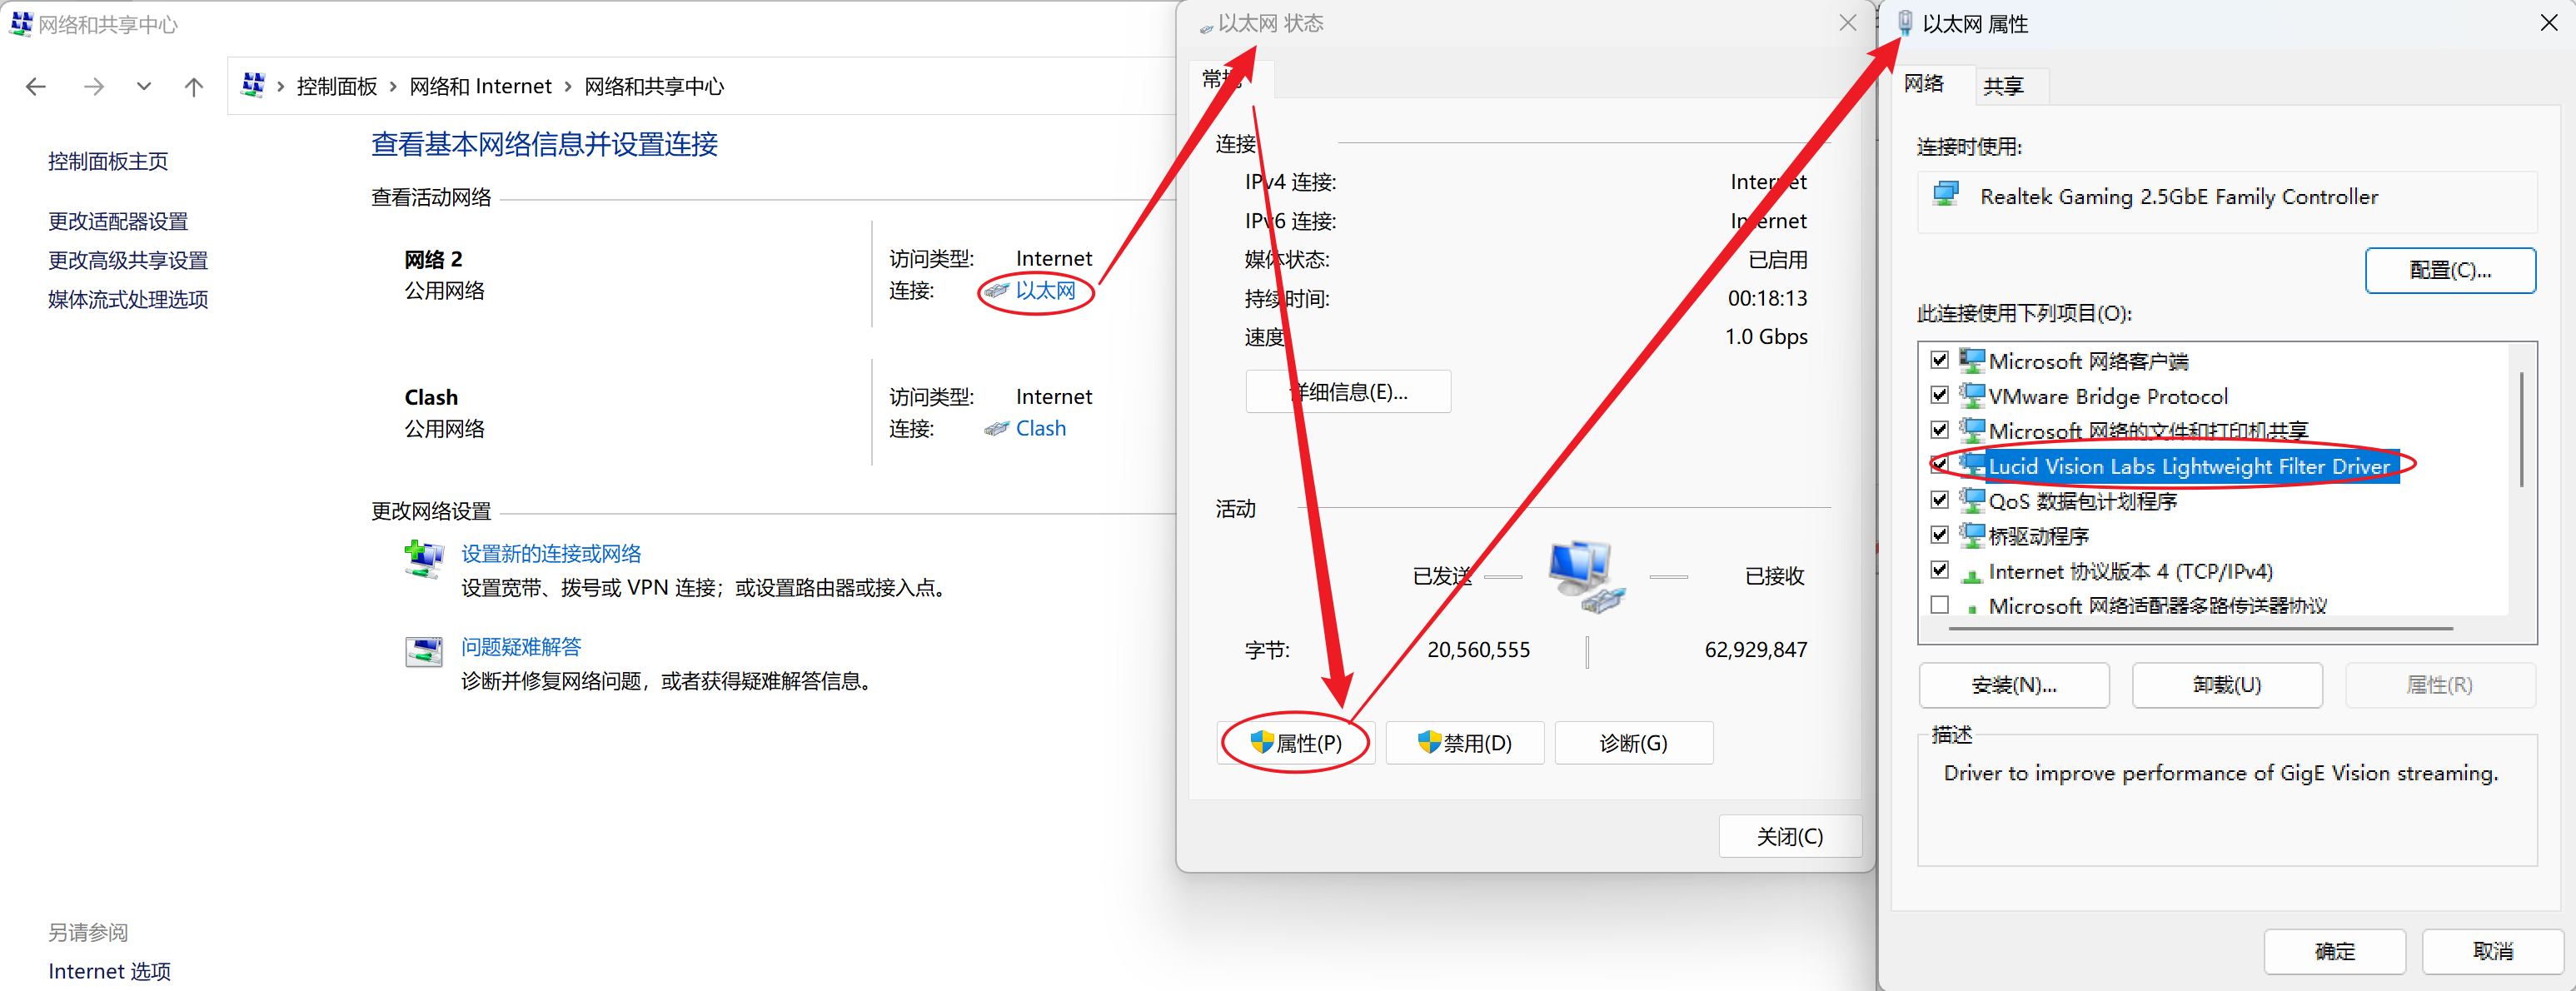 网络和共享中心
控制面板 › 网络和 Internet › 网络和共享中心
控制面板主页
更改适配器设置
更改高级共享设置
媒体流式处理选项
另请参阅
Internet 选项
查看基本网络信息并设置连接
查看活动网络
网络 2
公用网络
访问类型: Internet
连接: 以太网
Clash
公用网络
访问类型: Internet
连接: Clash
更改网络设置
设置新的连接或网络
设置宽带、拨号或 VPN 连接；或设置路由器或接入点。
问题疑难解答
诊断并修复网络问题，或者获得疑难解答信息。
以太网 状态
常规
连接
IPv4 连接: Internet
IPv6 连接: Internet
媒体状态: 已启用
持续时间: 00:18:13
速度: 1.0 Gbps
详细信息(E)...
活动
已发送 已接收
字节: 20,560,555 62,929,847
属性(P)
禁用(D)
诊断(G)
关闭(C)
以太网 属性
网络
共享
连接时使用:
Realtek Gaming 2.5GbE Family Controller
配置(C)...
此连接使用下列项目(O):
Microsoft 网络客户端
VMware Bridge Protocol
Microsoft 网络的文件和打印机共享
Lucid Vision Labs Lightweight Filter Driver
QoS 数据包计划程序
桥驱动程序
Internet 协议版本 4 (TCP/IPv4)
Microsoft 网络适配器多路传送器协议
安装(N)...
卸载(U)
属性(R)
描述
Driver to improve performance of GigE Vision streaming.
确定
取消